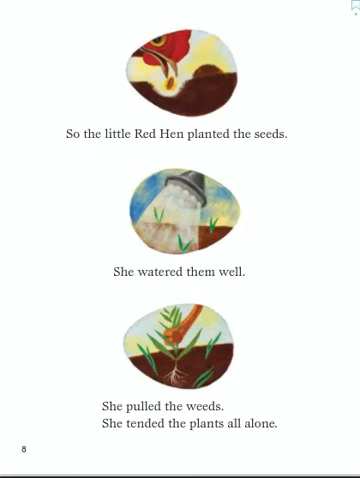 So the little Red Hen planted the seeds.
She watered them well.
She pulled the weeds.
She tended the plants all alone.
8